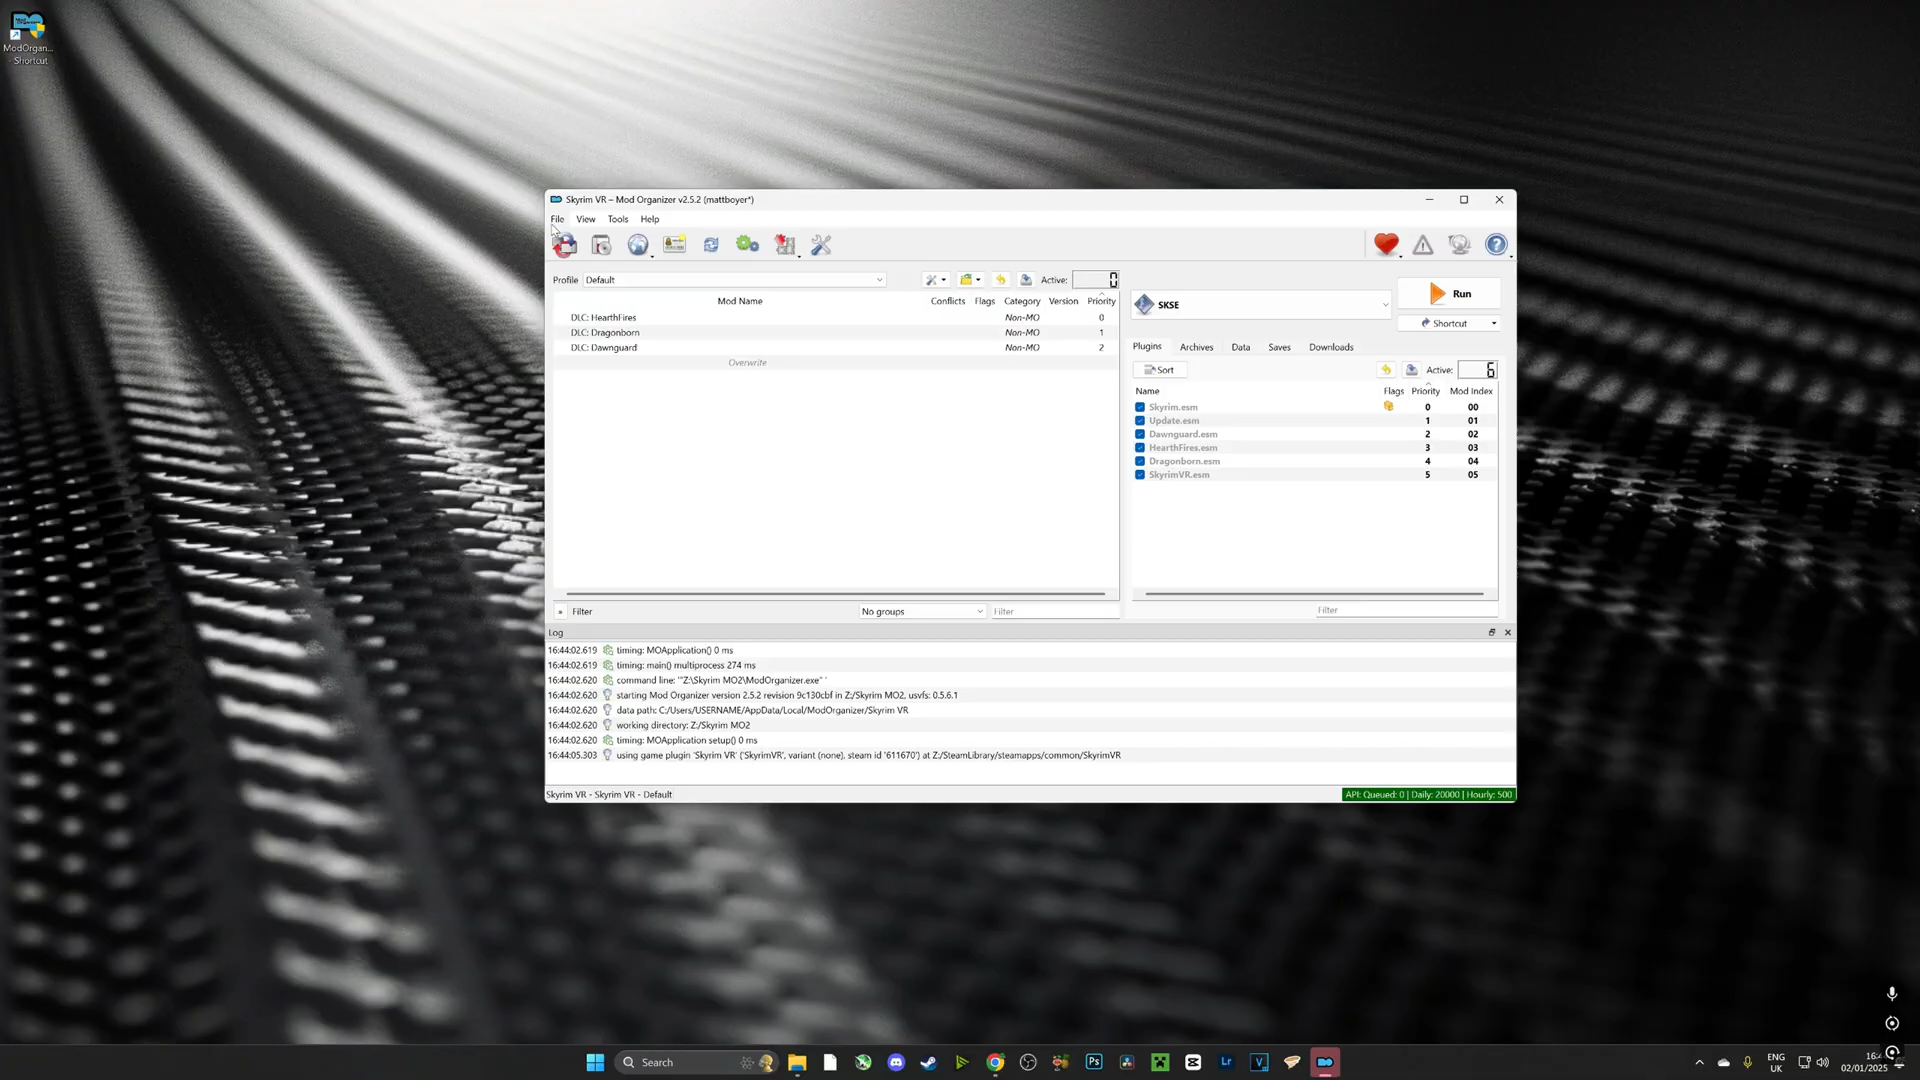 ModOrgan...
- Shortcut
Skyrim VR – Mod Organizer v2.5.2 (mattboyer*)
File View Tools Help
Profile Default Active: 0
Mod Name Conflicts Flags Category Version Priority
DLC: HearthFires Non-MO 0
DLC: Dragonborn Non-MO 1
DLC: Dawnguard Non-MO 2
Overwrite
» Filter No groups Filter
SKSE
Run
Shortcut
Plugins Archives Data Saves Downloads
Sort Active: 6
Name Flags Priority Mod Index
Skyrim.esm 0 00
Update.esm 1 01
Dawnguard.esm 2 02
HearthFires.esm 3 03
Dragonborn.esm 4 04
SkyrimVR.esm 5 05
Filter
Log
16:44:02.619 timing: MOApplication() 0 ms
16:44:02.619 timing: main() multiprocess 274 ms
16:44:02.620 command line: '"Z:\Skyrim MO2\ModOrganizer.exe" '
16:44:02.620 starting Mod Organizer version 2.5.2 revision 9c130cbf in Z:/Skyrim MO2, usvfs: 0.5.6.1
16:44:02.620 data path: C:/Users/USERNAME/AppData/Local/ModOrganizer/Skyrim VR
16:44:02.620 working directory: Z:/Skyrim MO2
16:44:02.620 timing: MOApplication setup() 0 ms
16:44:05.303 using game plugin 'Skyrim VR' ('SkyrimVR', variant (none), steam id '611670') at Z:/SteamLibrary/steamapps/common/SkyrimVR
Skyrim VR - Skyrim VR - Default
API: Queued: 0 | Daily: 20000 | Hourly: 500
Search
Ps
Lr
V
ENG
UK
02/01/2025